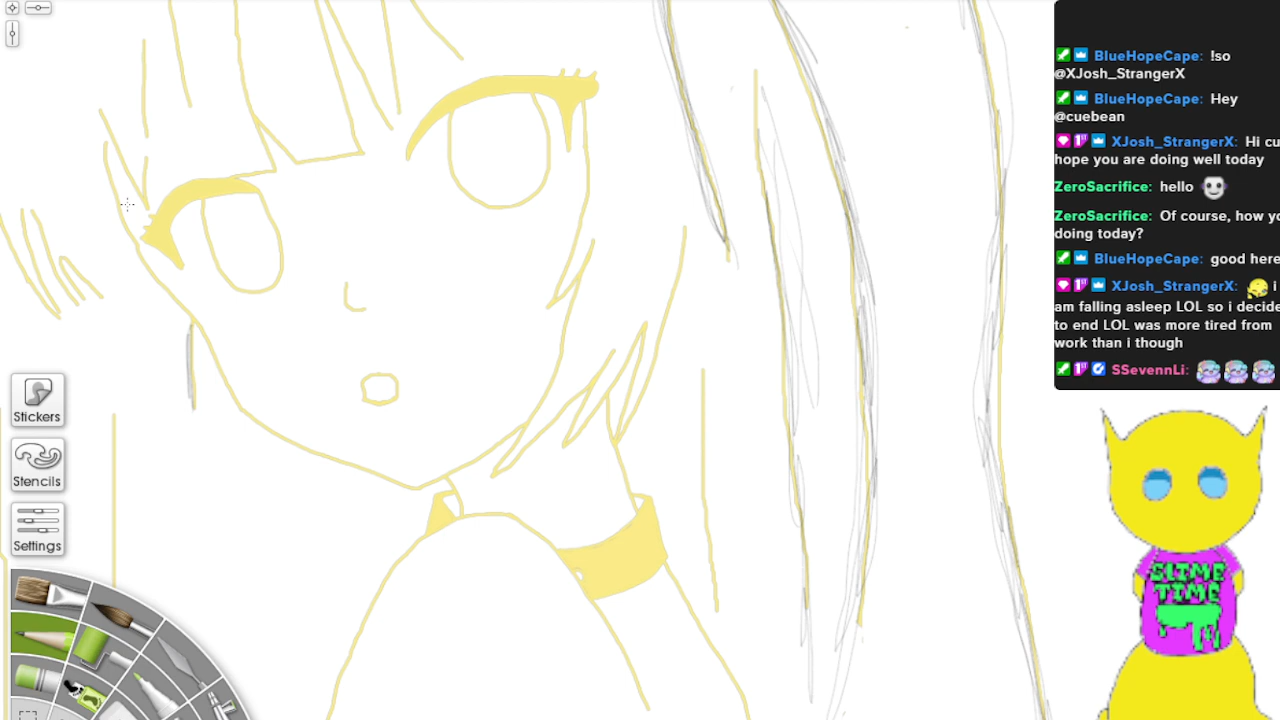 BlueHopeCape: !so
@XJosh_StrangerX
BlueHopeCape: Hey
@cuebean
XJosh_StrangerX: Hi cu
hope you are doing well today
ZeroSacrifice: hello
ZeroSacrifice: Of course, how yo
doing today?
BlueHopeCape: good here
XJosh_StrangerX: i
am falling asleep LOL so i decide
to end LOL was more tired from
work than i though
SSevennLi:
Stickers
Stencils
Settings
SLIME
TIME